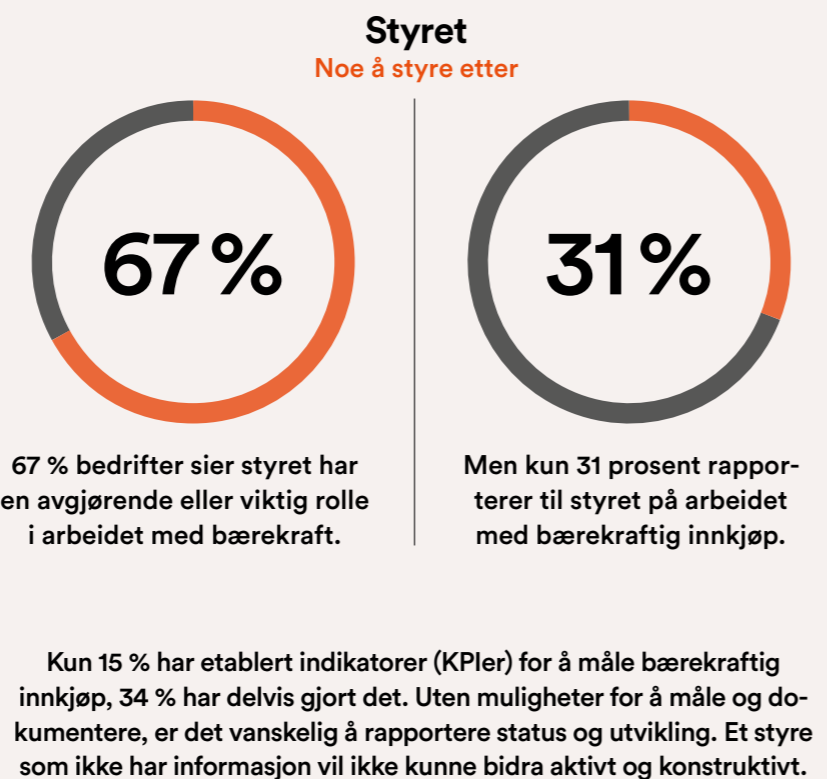 Styret
Noe å styre etter
67 %
67 % bedrifter sier styret har
en avgjørende eller viktig rolle
i arbeidet med bærekraft.
31 %
Men kun 31 prosent rappor-
terer til styret på arbeidet
med bærekraftig innkjøp.
Kun 15 % har etablert indikatorer (KPIer) for å måle bærekraftig
innkjøp, 34 % har delvis gjort det. Uten muligheter for å måle og do-
kumentere, er det vanskelig å rapportere status og utvikling. Et styre
som ikke har informasjon vil ikke kunne bidra aktivt og konstruktivt.